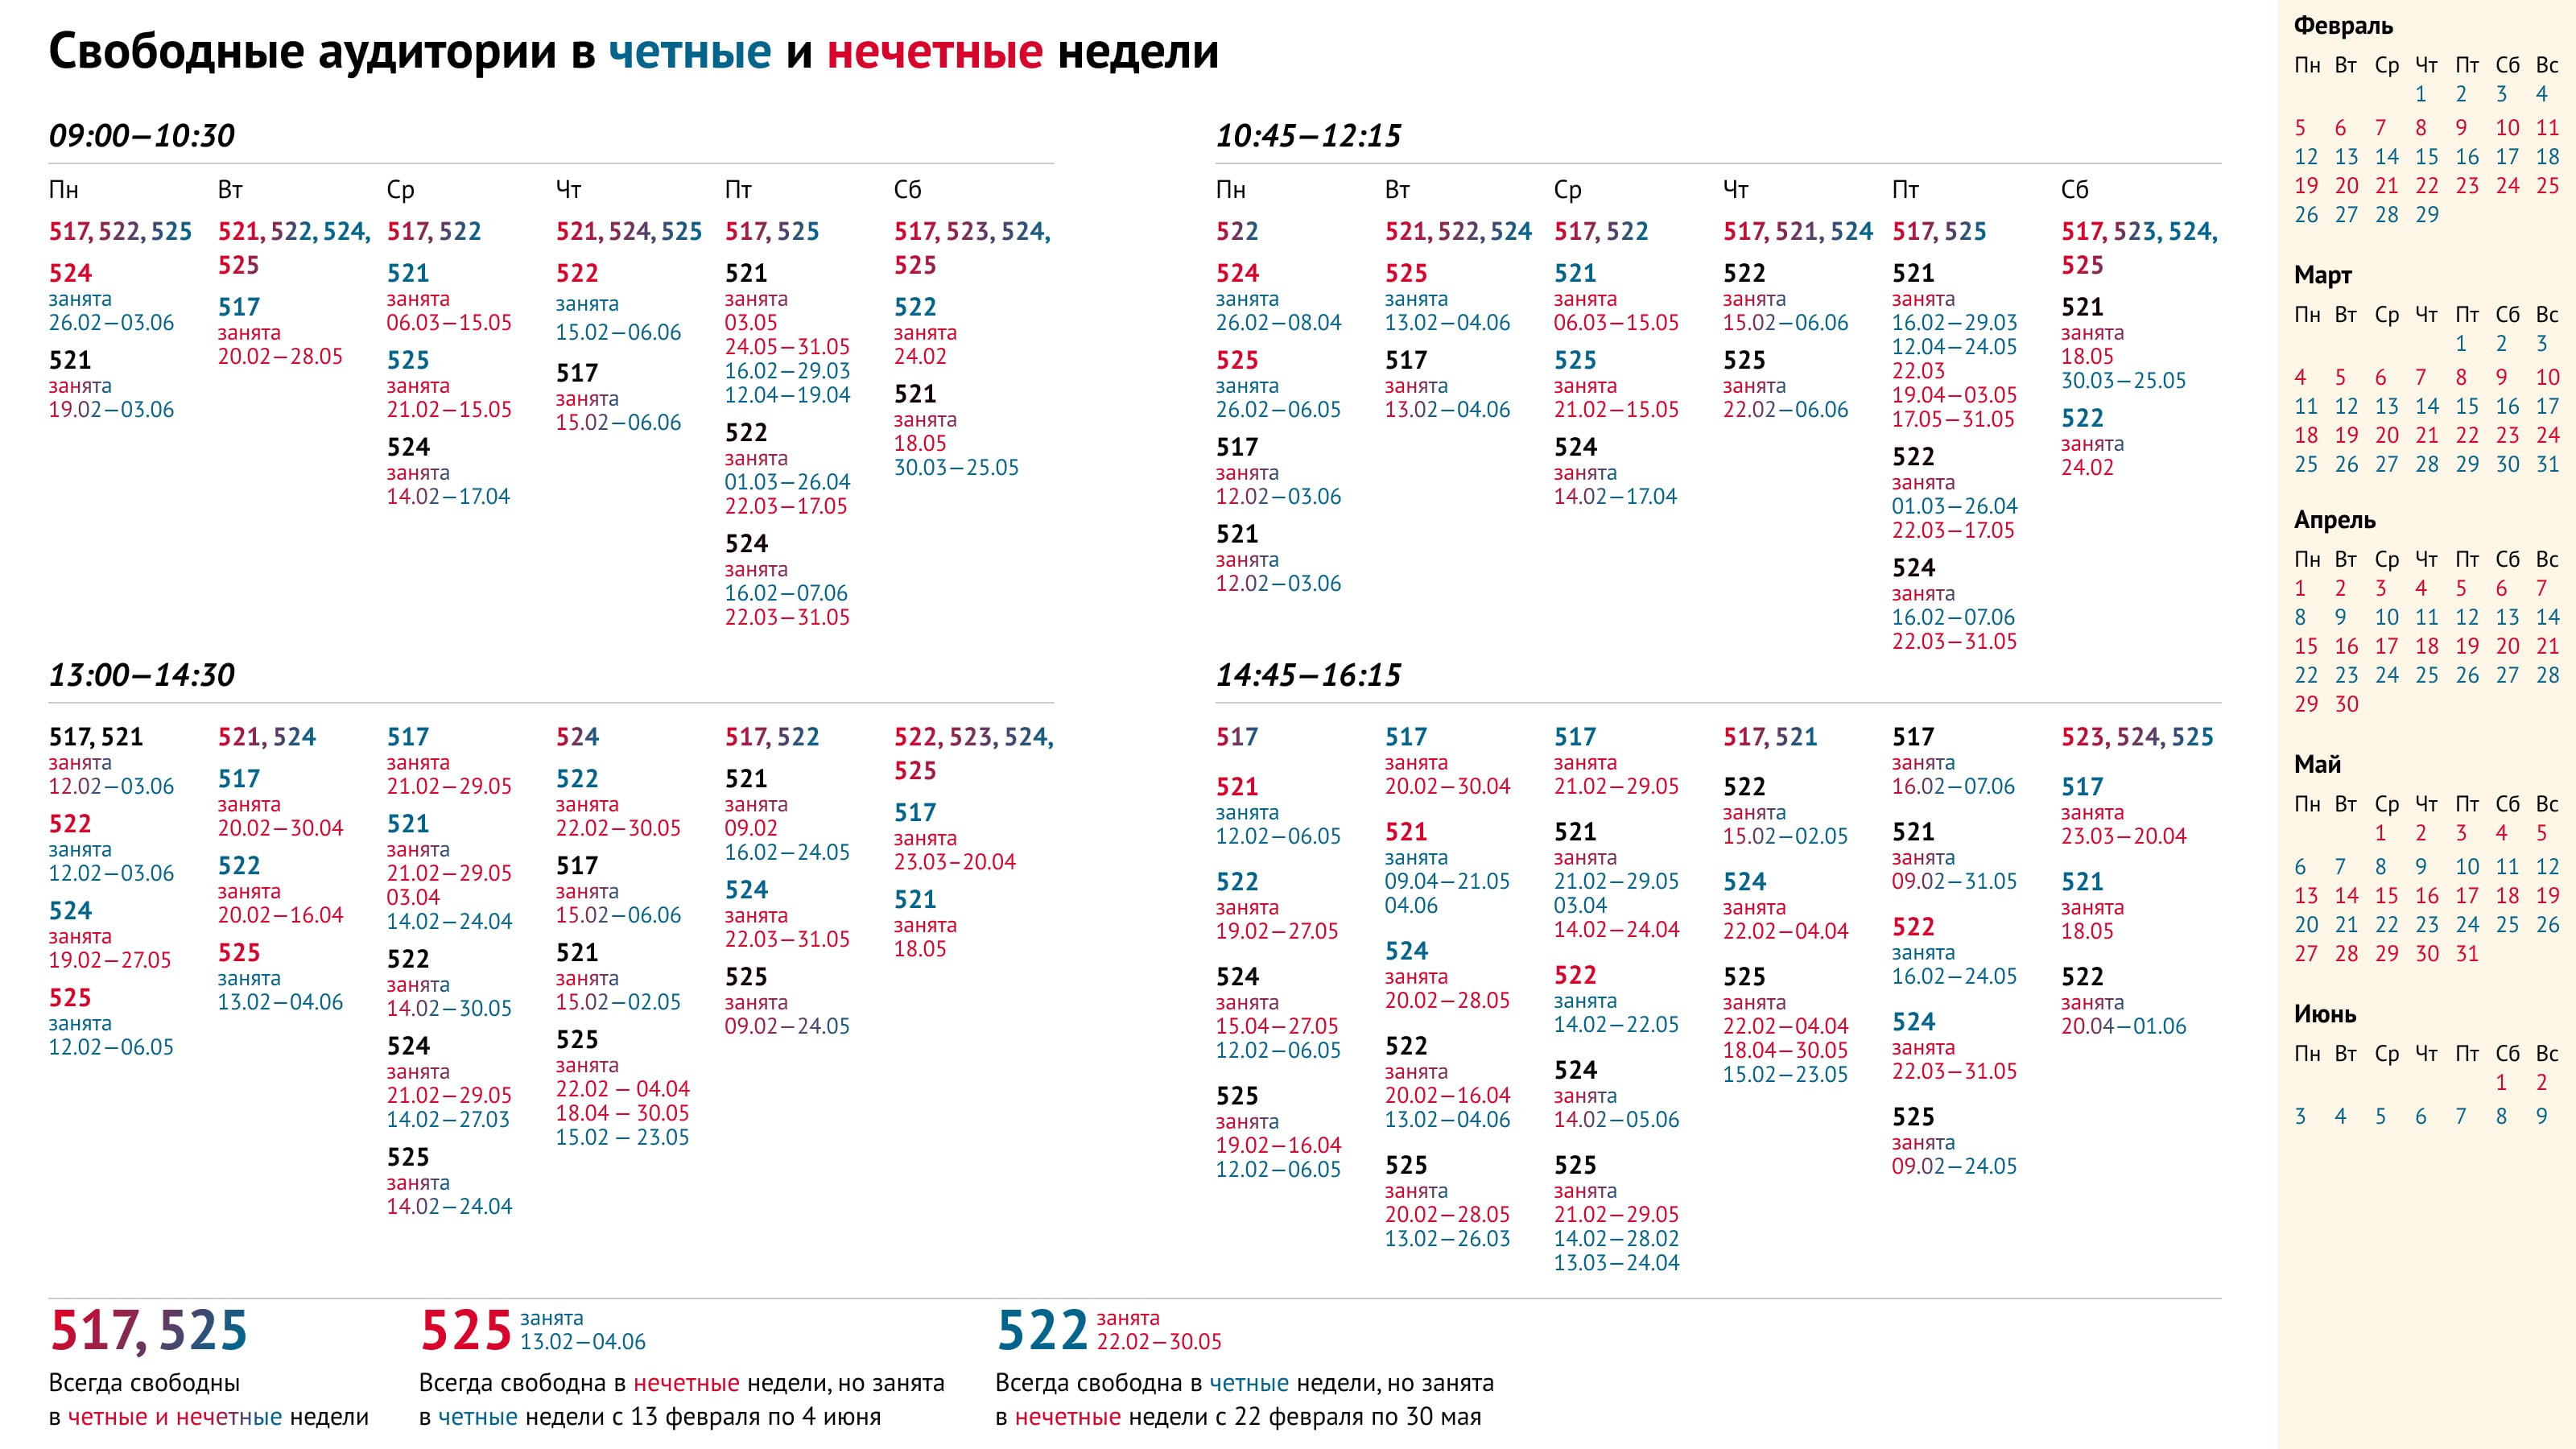 Свободные аудитории в четные и нечетные недели
09:00—10:30
Пн
517, 522, 525
524
занята
26.02—03.06
521
занята
19.02—03.06
Вт
521, 522, 524,
525
517
занята
20.02—28.05
Ср
517, 522
521
занята
06.03—15.05
525
занята
21.02—15.05
524
занята
14.02—17.04
Чт
521, 524, 525
522
занята
15.02—06.06
517
занята
15.02—06.06
Пт
517, 525
521
занята
03.05
24.05—31.05
16.02—29.03
12.04—19.04
522
занята
01.03—26.04
22.03—17.05
524
занята
16.02—07.06
22.03—31.05
Сб
517, 523, 524,
525
522
занята
24.02
521
занята
18.05
30.03—25.05
10:45—12:15
Пн
522
524
занята
26.02—08.04
525
занята
26.02—06.05
517
занята
12.02—03.06
521
занята
12.02—03.06
Вт
521, 522, 524
525
занята
13.02—04.06
517
занята
13.02—04.06
Ср
517, 522
521
занята
06.03—15.05
525
занята
21.02—15.05
524
занята
14.02—17.04
Чт
517, 521, 524
522
занята
15.02—06.06
525
занята
22.02—06.06
Пт
517, 525
521
занята
16.02—29.03
12.04—24.05
22.03
19.04—03.05
17.05—31.05
522
занята
01.03—26.04
22.03—17.05
524
занята
16.02—07.06
22.03—31.05
Сб
517, 523, 524,
525
521
занята
18.05
30.03—25.05
522
занята
24.02
13:00—14:30
517, 521
занята
12.02—03.06
522
занята
12.02—03.06
524
занята
19.02—27.05
525
занята
12.02—06.05
521, 524
517
занята
20.02—30.04
522
занята
20.02—16.04
525
занята
13.02—04.06
517
занята
21.02—29.05
521
занята
21.02—29.05
03.04
14.02—24.04
522
занята
14.02—30.05
524
занята
21.02—29.05
14.02—27.03
525
занята
14.02—24.04
524
522
занята
22.02—30.05
517
занята
15.02—06.06
521
занята
15.02—02.05
525
занята
22.02 — 04.04
18.04 — 30.05
15.02 — 23.05
517, 522
521
занята
09.02
16.02—24.05
524
занята
22.03—31.05
525
занята
09.02—24.05
522, 523, 524,
525
517
занята
23.03–20.04
521
занята
18.05
14:45—16:15
517
521
занята
12.02—06.05
522
занята
19.02—27.05
524
занята
15.04—27.05
12.02—06.05
525
занята
19.02—16.04
12.02—06.05
517
занята
20.02—30.04
521
занята
09.04—21.05
04.06
524
занята
20.02—28.05
522
занята
20.02—16.04
13.02—04.06
525
занята
20.02—28.05
13.02—26.03
517
занята
21.02—29.05
521
занята
21.02—29.05
03.04
14.02—24.04
522
занята
14.02—22.05
524
занята
14.02—05.06
525
занята
21.02—29.05
14.02—28.02
13.03—24.04
517, 521
522
занята
15.02—02.05
524
занята
22.02—04.04
525
занята
22.02—04.04
18.04—30.05
15.02—23.05
517
занята
16.02—07.06
521
занята
09.02—31.05
522
занята
16.02—24.05
524
занята
22.03—31.05
525
занята
09.02—24.05
523, 524, 525
517
занята
23.03—20.04
521
занята
18.05
522
занята
20.04—01.06
517, 525
Всегда свободны
в четные и нечетные недели
525
занята
13.02—04.06
Всегда свободна в нечетные недели, но занята
в четные недели с 13 февраля по 4 июня
522
занята
22.02—30.05
Всегда свободна в четные недели, но занята
в нечетные недели с 22 февраля по 30 мая
Февраль
Пн Вт Ср Чт Пт Сб Вс
1 2 3 4
5 6 7 8 9 10 11
12 13 14 15 16 17 18
19 20 21 22 23 24 25
26 27 28 29
Март
Пн Вт Ср Чт Пт Сб Вс
1 2 3
4 5 6 7 8 9 10
11 12 13 14 15 16 17
18 19 20 21 22 23 24
25 26 27 28 29 30 31
Апрель
Пн Вт Ср Чт Пт Сб Вс
1 2 3 4 5 6 7
8 9 10 11 12 13 14
15 16 17 18 19 20 21
22 23 24 25 26 27 28
29 30
Май
Пн Вт Ср Чт Пт Сб Вс
1 2 3 4 5
6 7 8 9 10 11 12
13 14 15 16 17 18 19
20 21 22 23 24 25 26
27 28 29 30 31
Июнь
Пн Вт Ср Чт Пт Сб Вс
1 2
3 4 5 6 7 8 9